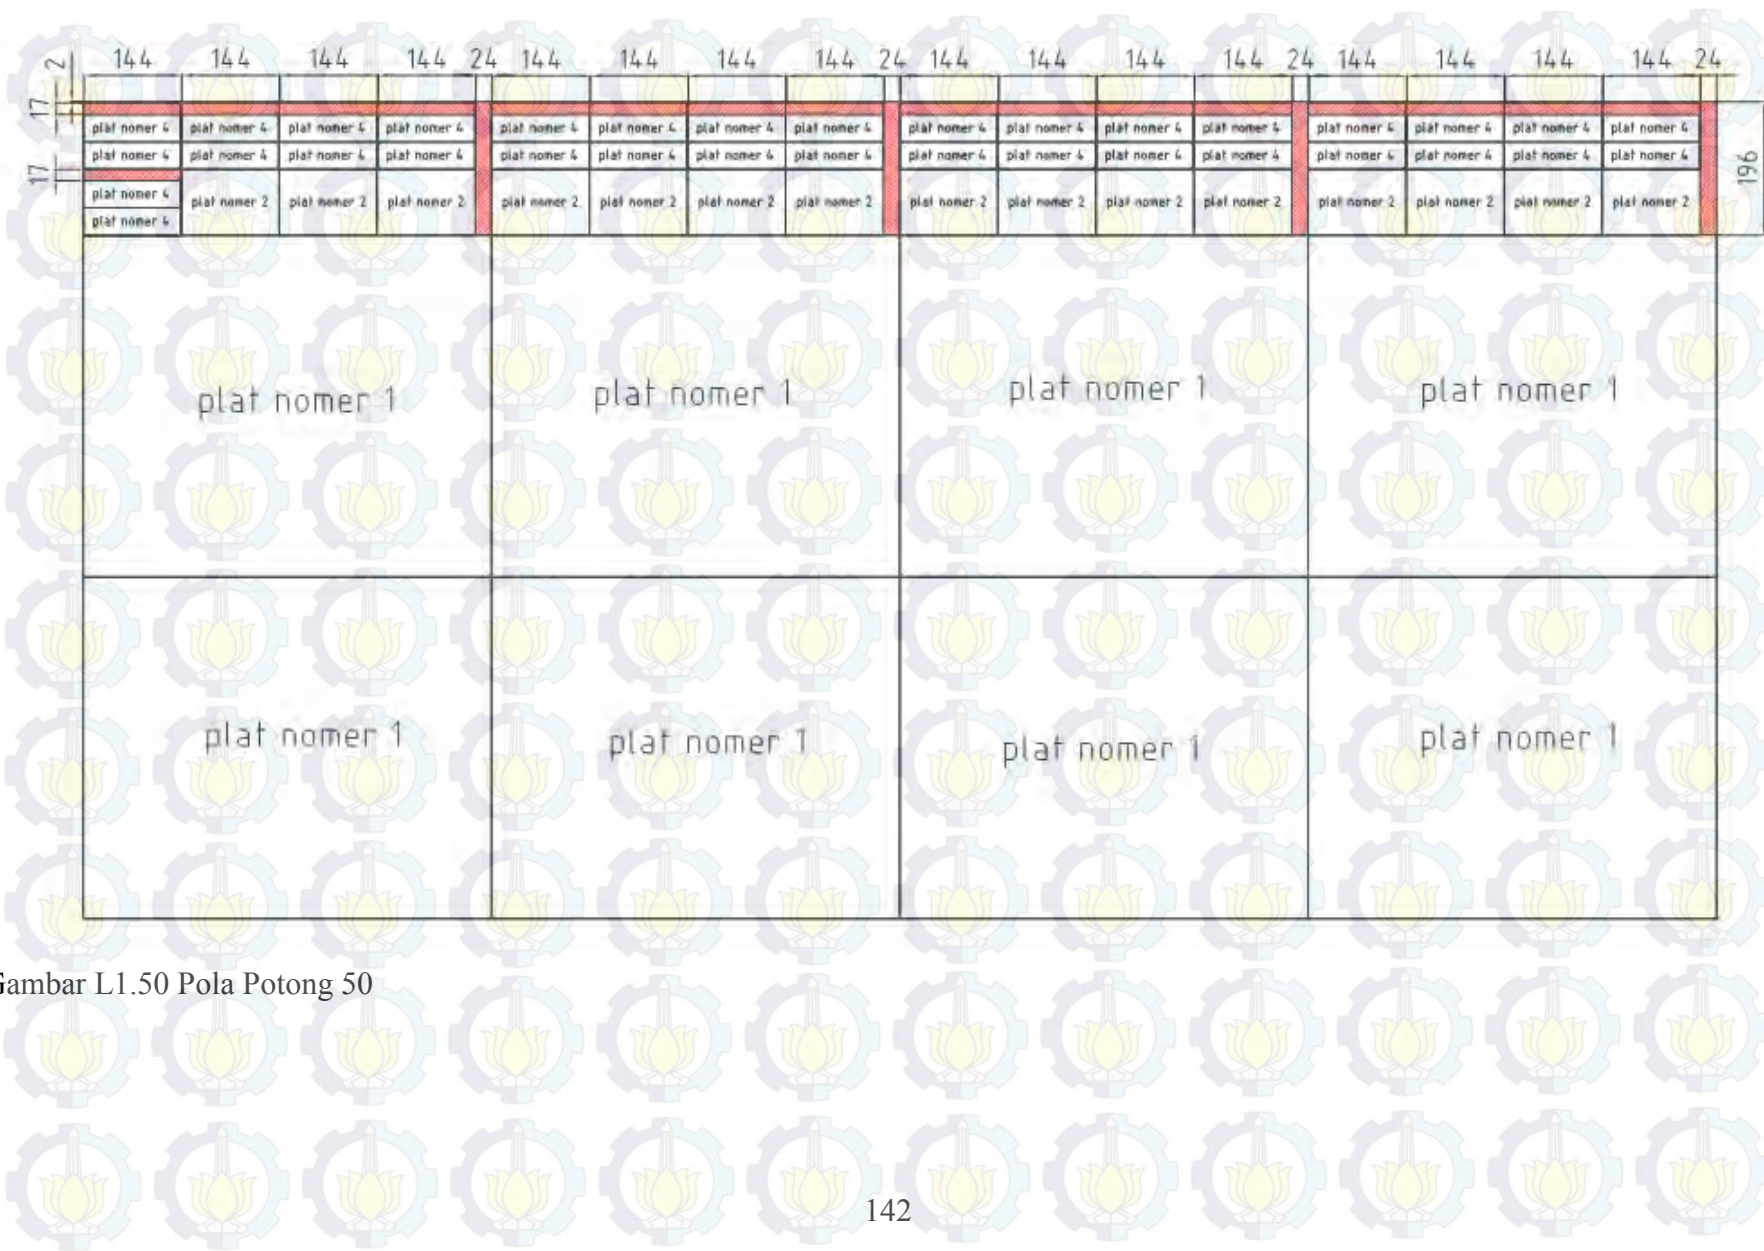 2 144 144 144 144 24 144 144 144 144 24 144 144 144 144 24 144 144 144 144 24
17
plat nomer 4 plat nomer 4 plat nomer 4 plat nomer 4 plat nomer 4 plat nomer 4 plat nomer 4 plat nomer 4 plat nomer 4 plat nomer 4 plat nomer 4 plat nomer 4 plat nomer 4 plat nomer 4 plat nomer 4 plat nomer 4
plat nomer 4 plat nomer 4 plat nomer 4 plat nomer 4 plat nomer 4 plat nomer 4 plat nomer 4 plat nomer 4 plat nomer 4 plat nomer 4 plat nomer 4 plat nomer 4 plat nomer 4 plat nomer 4 plat nomer 4 plat nomer 4
17 196
plat nomer 4 plat nomer 2 plat nomer 2 plat nomer 2 plat nomer 2 plat nomer 2 plat nomer 2 plat nomer 2 plat nomer 2 plat nomer 2 plat nomer 2 plat nomer 2 plat nomer 2 plat nomer 2 plat nomer 2 plat nomer 2
plat nomer 4
plat nomer 1 plat nomer 1 plat nomer 1 plat nomer 1
plat nomer 1 plat nomer 1 plat nomer 1 plat nomer 1
Gambar L1.50 Pola Potong 50
142